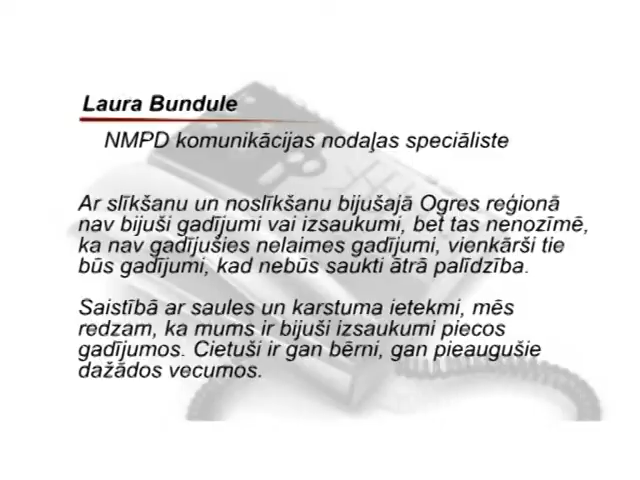 Laura Bundule
NMPD komunikācijas nodaļas speciāliste
Ar slīkšanu un noslīkšanu bijušajā Ogres reģionā
nav bijuši gadījumi vai izsaukumi, bet tas nenozīmē,
ka nav gadījušies nelaimes gadījumi, vienkārši tie
būs gadījumi, kad nebūs saukti ātrā palīdzība.
Saistībā ar saules un karstuma ietekmi, mēs
redzam, ka mums ir bijuši izsaukumi piecos
gadījumos. Cietuši ir gan bērni, gan pieaugušie
dažādos vecumos.